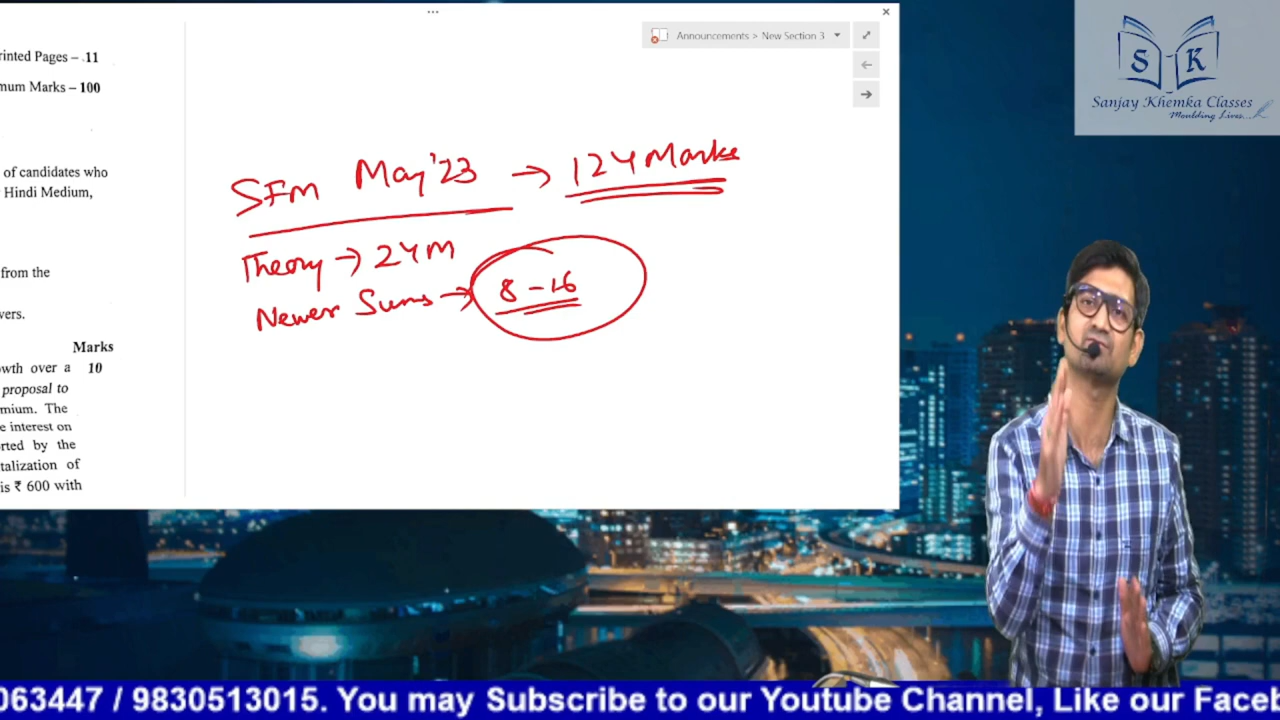 rinted Pages – 11
mum Marks – 100
of candidates who
Hindi Medium,
from the
vers.
Marks
wth over a 10
proposal to
mium. The
e interest on
rted by the
talization of
is ₹ 600 with
Announcements > New Section 3
SFM May'23 → 124 Marks
Theory → 24M
Newer Sums → 8 – 16
S K
Sanjay Khemka Classes
Moulding Lives...
063447 / 9830513015. You may Subscribe to our Youtube Channel, Like our Faceb